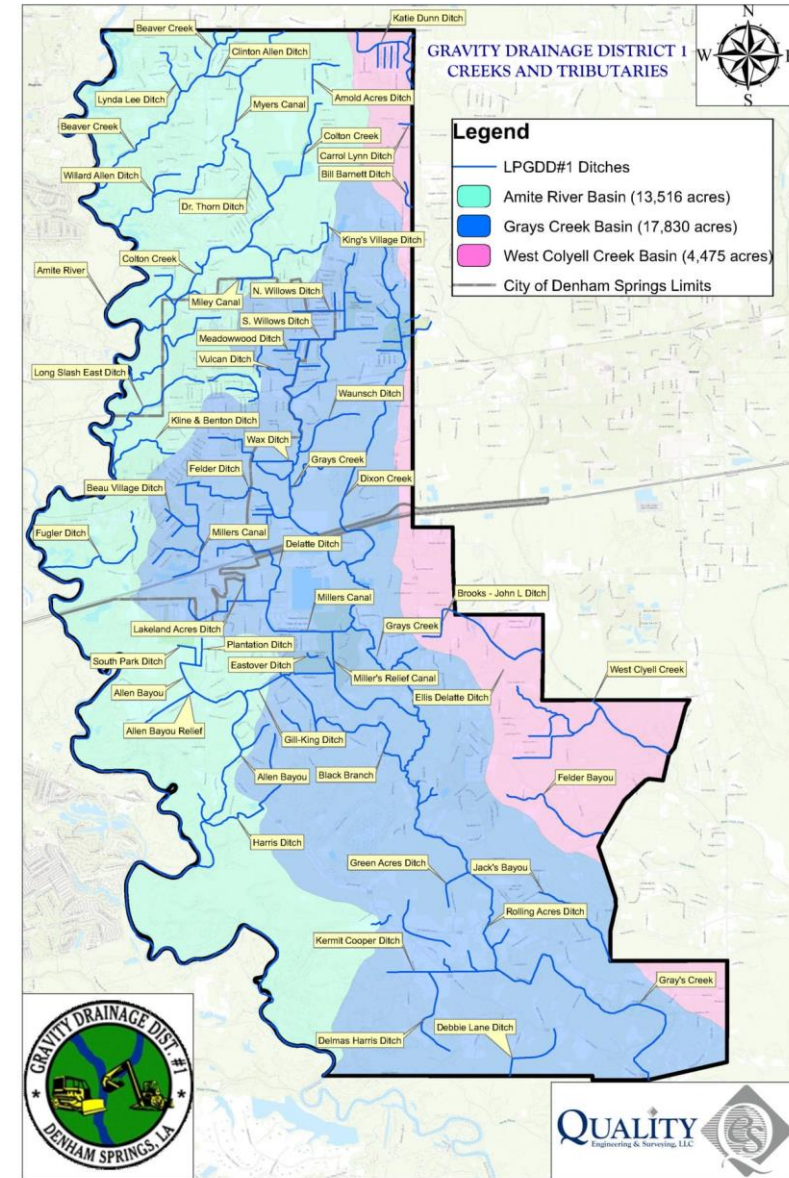 GRAVITY DRAINAGE DISTRICT 1
CREEKS AND TRIBUTARIES
N
W
E
S
Legend
LPGDD#1 Ditches
Amite River Basin (13,516 acres)
Grays Creek Basin (17,830 acres)
West Colyell Creek Basin (4,475 acres)
City of Denham Springs Limits
Katie Dunn Ditch
Beaver Creek
Clinton Allen Ditch
Lynda Lee Ditch
Myers Canal
Arnold Acres Ditch
Beaver Creek
Colton Creek
Carrol Lynn Ditch
Willard Allen Ditch
Bill Barnett Ditch
Dr. Thorn Ditch
King's Village Ditch
Colton Creek
Amite River
Miley Canal
N. Willows Ditch
S. Willows Ditch
Meadowwood Ditch
Vulcan Ditch
Long Slash East Ditch
Waunsch Ditch
Kline & Benton Ditch
Wax Ditch
Grays Creek
Felder Ditch
Dixon Creek
Beau Village Ditch
Fugler Ditch
Millers Canal
Delatte Ditch
Brooks - John L Ditch
Millers Canal
Lakeland Acres Ditch
Grays Creek
Plantation Ditch
South Park Ditch
Eastover Ditch
West Clyell Creek
Miller's Relief Canal
Allen Bayou
Ellis Delatte Ditch
Allen Bayou Relief
Gill-King Ditch
Allen Bayou
Black Branch
Felder Bayou
Harris Ditch
Green Acres Ditch
Jack's Bayou
Rolling Acres Ditch
Kermit Cooper Ditch
Gray's Creek
Delmas Harris Ditch
Debbie Lane Ditch
GRAVITY DRAINAGE DIST. #1
DENHAM SPRINGS, LA
QUALITY
Engineering & Surveying, LLC
QES